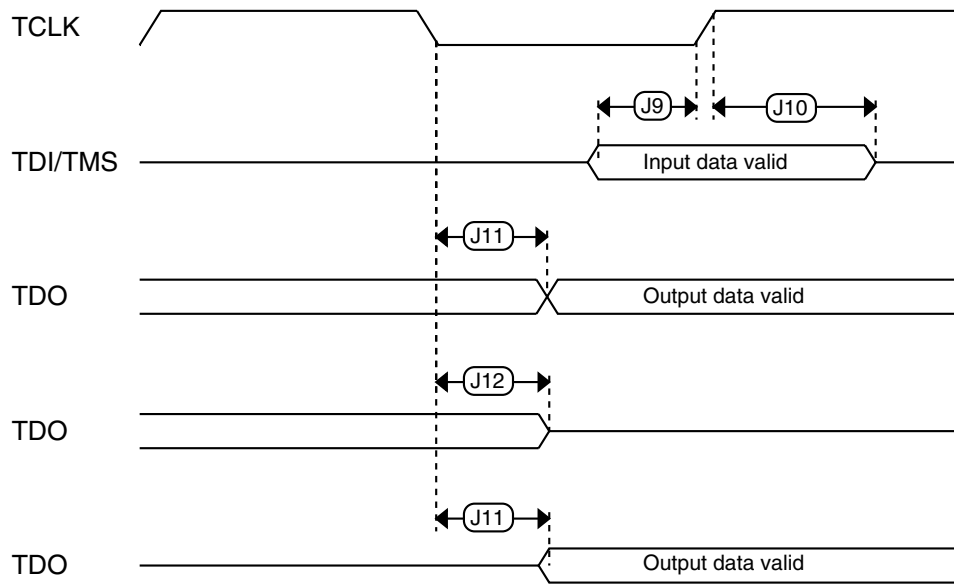 TCLK
J9
J10
TDI/TMS
Input data valid
J11
TDO
Output data valid
J12
TDO
J11
TDO
Output data valid